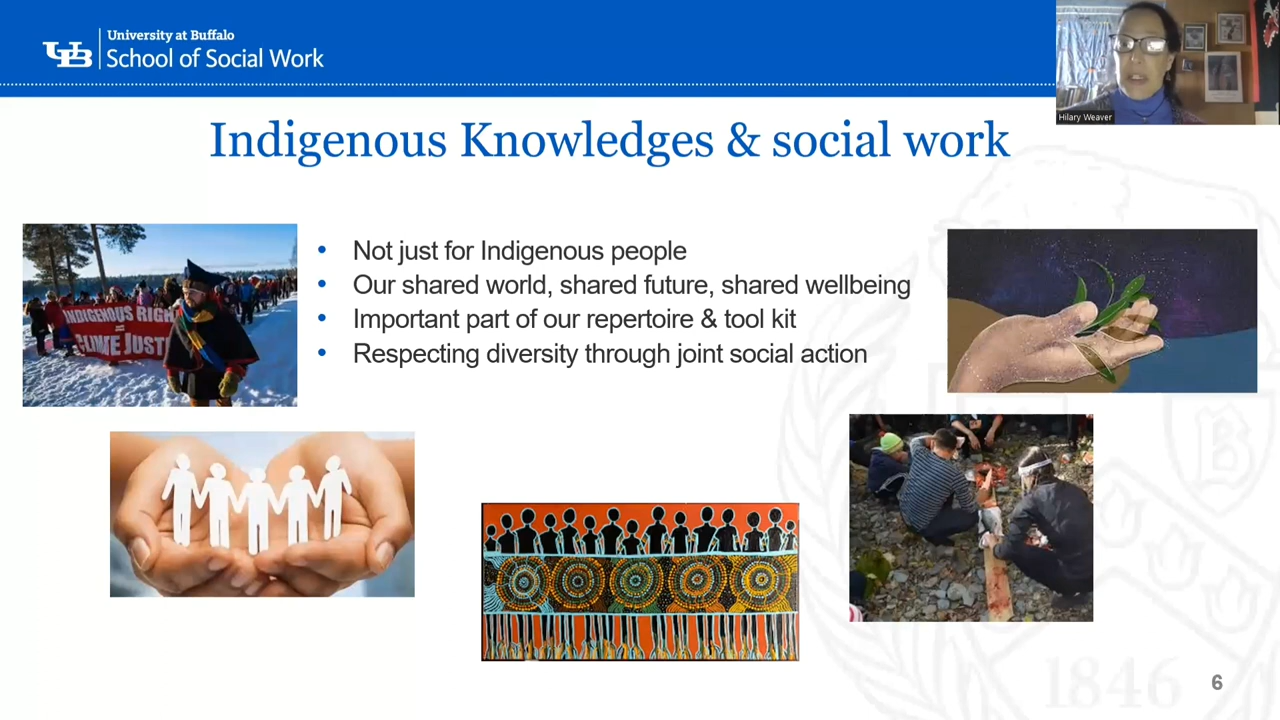 University at Buffalo
School of Social Work
Hilary Weaver
Indigenous Knowledges & social work
Not just for Indigenous people
Our shared world, shared future, shared wellbeing
Important part of our repertoire & tool kit
Respecting diversity through joint social action
INDIGENOUS RIGH
=
CLIMATE JUST
1846
6